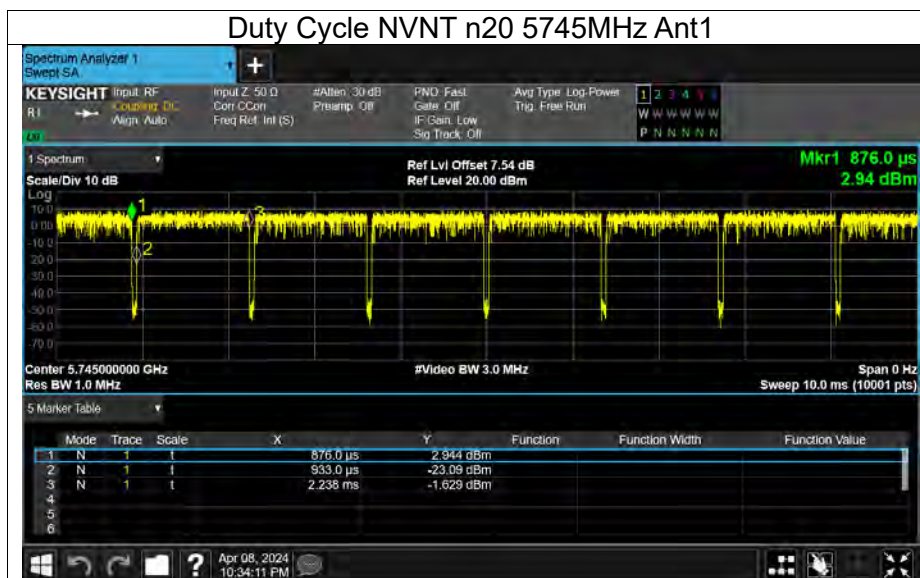 Duty Cycle NVNT n20 5745MHz Ant1
Spectrum Analyzer 1
Swept SA
+
KEYSIGHT Input: RF Input Z: 50 Ω #Atten: 30 dB PNO: Fast Avg Type: Log-Power 1 2 3 4 5 6
R1 Coupling: DC Corr CCorr Preamp: Off Gate: Off Trig: Free Run W W W W W W
Align: Auto Freq Ref: Int (S) IF Gain: Low P N N N N N
Sig Track: Off
1 Spectrum Ref Lvl Offset 7.54 dB Mkr1 876.0 µs
Scale/Div 10 dB Ref Level 20.00 dBm 2.94 dBm
Log
10.0
0.00
-10.0
-20.0
-30.0
-40.0
-50.0
-60.0
-70.0
1
2
3
Center 5.745000000 GHz #Video BW 3.0 MHz Span 0 Hz
Res BW 1.0 MHz Sweep 10.0 ms (10001 pts)
5 Marker Table
Mode Trace Scale X Y Function Function Width Function Value
1 N 1 t 876.0 µs 2.944 dBm
2 N 1 t 933.0 µs -23.09 dBm
3 N 1 t 2.238 ms -1.629 dBm
4
5
6
? Apr 08, 2024
10:34:11 PM